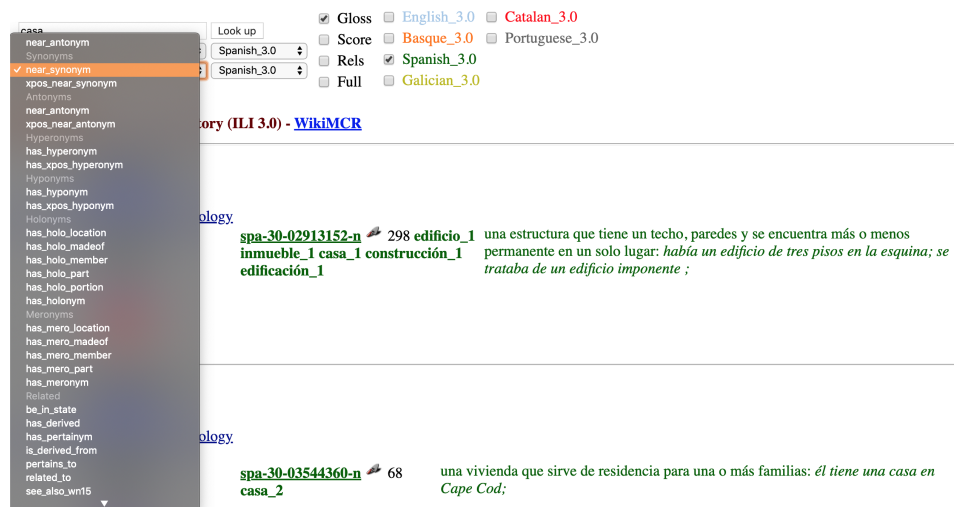 casa
Look up
Spanish_3.0
Spanish_3.0
Gloss
Score
Rels
Full
English_3.0
Catalan_3.0
Basque_3.0
Portuguese_3.0
Spanish_3.0
Galician_3.0
near_antonym
Synonyms
✓ near_synonym
xpos_near_synonym
Antonyms
near_antonym
xpos_near_antonym
Hyperonyms
has_hyperonym
has_xpos_hyperonym
Hyponyms
has_hyponym
has_xpos_hyponym
Holonyms
has_holo_location
has_holo_madeof
has_holo_member
has_holo_part
has_holo_portion
has_holonym
Meronyms
has_mero_location
has_mero_madeof
has_mero_member
has_mero_part
has_meronym
Related
be_in_state
has_derived
has_pertainym
is_derived_from
pertains_to
related_to
see_also_wn15
tory (ILI 3.0) - WikiMCR
ology
spa-30-02913152-n 298 edificio_1
inmueble_1 casa_1 construcción_1
edificación_1
una estructura que tiene un techo, paredes y se encuentra más o menos
permanente en un solo lugar: había un edificio de tres pisos en la esquina; se
trataba de un edificio imponente ;
ology
spa-30-03544360-n 68
casa_2
una vivienda que sirve de residencia para una o más familias: él tiene una casa en
Cape Cod;